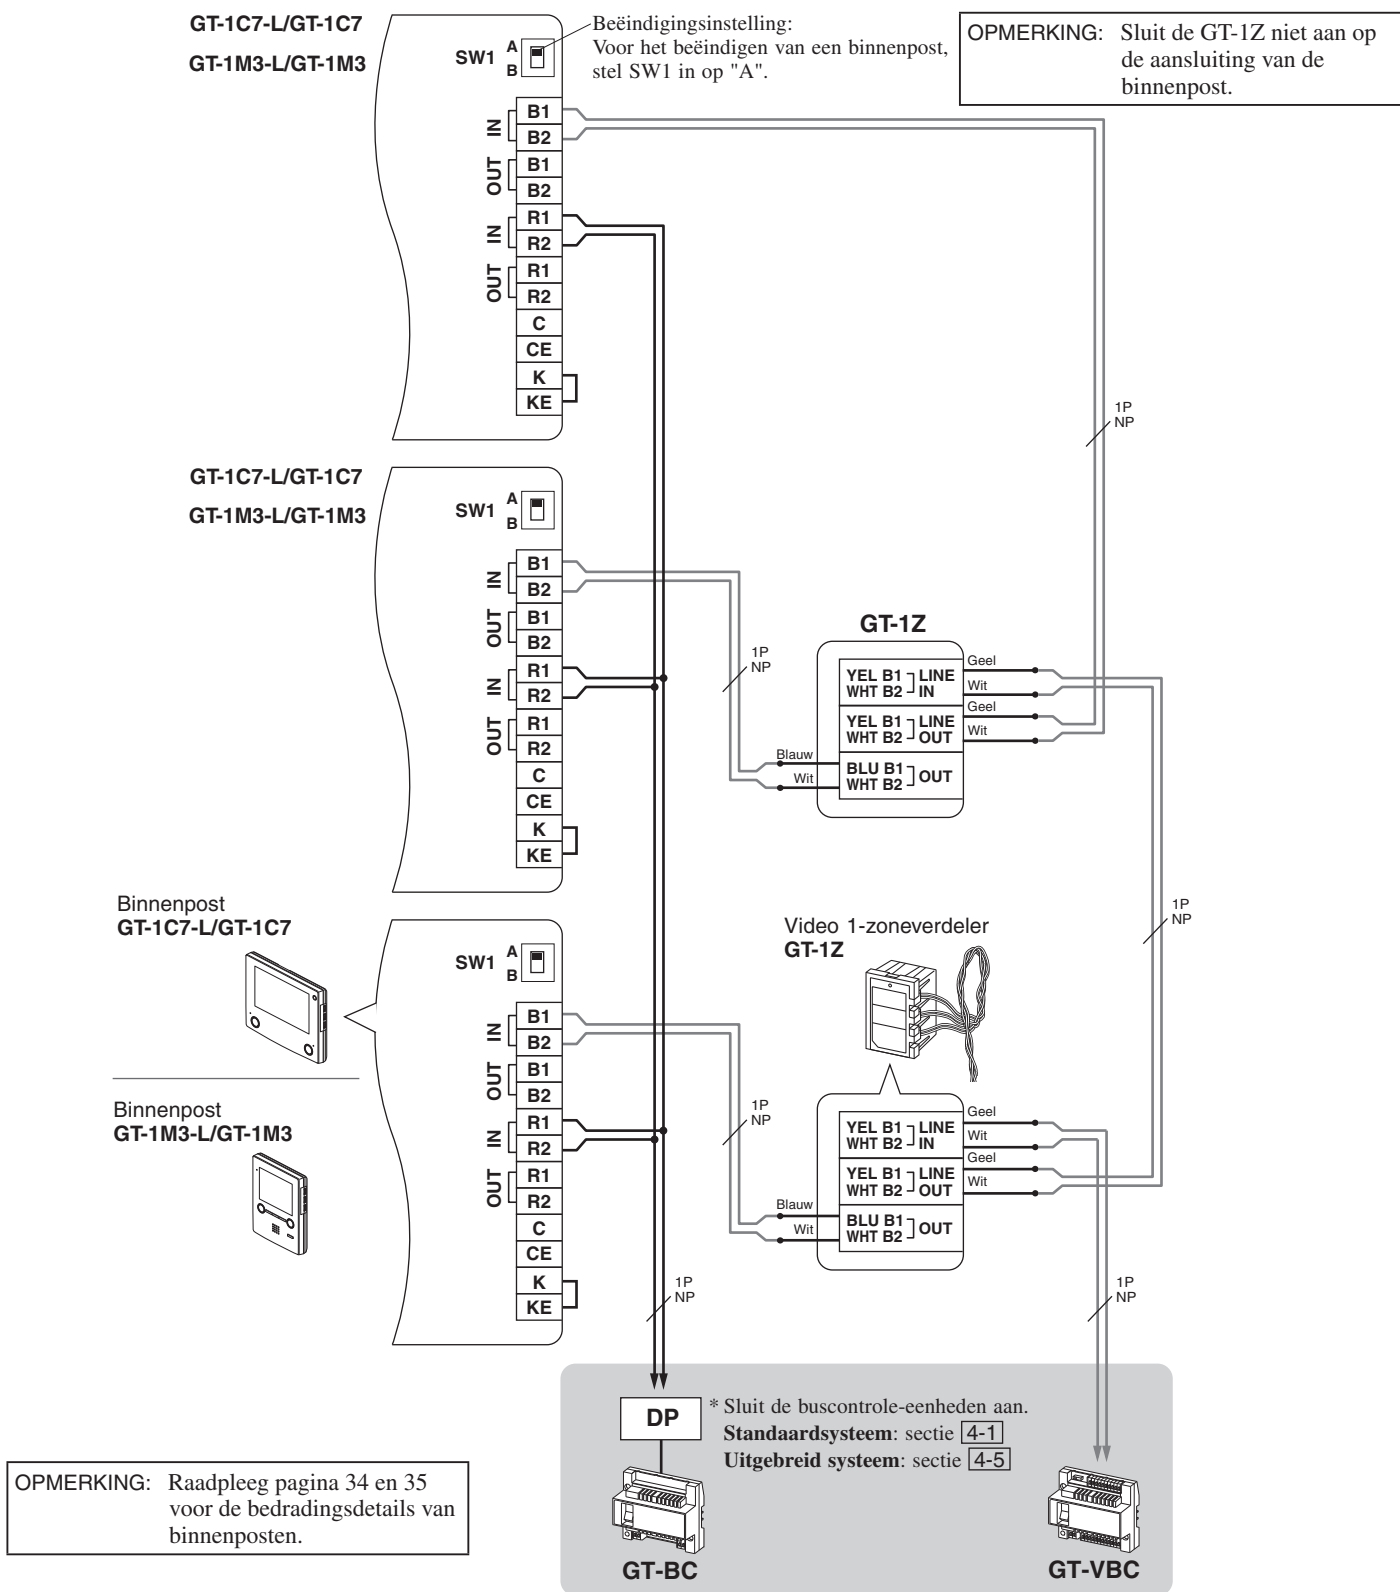 GT-1C7-L/GT-1C7
GT-1M3-L/GT-1M3
SW1
A
B
Beëindigingsinstelling:
Voor het beëindigen van een binnenpost,
stel SW1 in op "A".
OPMERKING: Sluit de GT-1Z niet aan op
de aansluiting van de
binnenpost.
IN
B1
B2
OUT
B1
B2
IN
R1
R2
OUT
R1
R2
C
CE
K
KE
1P
NP
GT-1C7-L/GT-1C7
GT-1M3-L/GT-1M3
SW1
A
B
IN
B1
B2
OUT
B1
B2
IN
R1
R2
OUT
R1
R2
C
CE
K
KE
1P
NP
GT-1Z
YEL B1 LINE
WHT B2 IN
YEL B1 LINE
WHT B2 OUT
BLU B1 OUT
WHT B2
Geel
Wit
Geel
Wit
Blauw
Wit
1P
NP
Binnenpost
GT-1C7-L/GT-1C7
Binnenpost
GT-1M3-L/GT-1M3
SW1
A
B
IN
B1
B2
OUT
B1
B2
IN
R1
R2
OUT
R1
R2
C
CE
K
KE
1P
NP
Video 1-zoneverdeler
GT-1Z
YEL B1 LINE
WHT B2 IN
YEL B1 LINE
WHT B2 OUT
BLU B1 OUT
WHT B2
Geel
Wit
Geel
Wit
Blauw
Wit
1P
NP
1P
NP
DP
* Sluit de buscontrole-eenheden aan.
Standaardsysteem: sectie 4-1
Uitgebreid systeem: sectie 4-5
GT-BC
GT-VBC
OPMERKING: Raadpleeg pagina 34 en 35
voor de bedradingsdetails van
binnenposten.